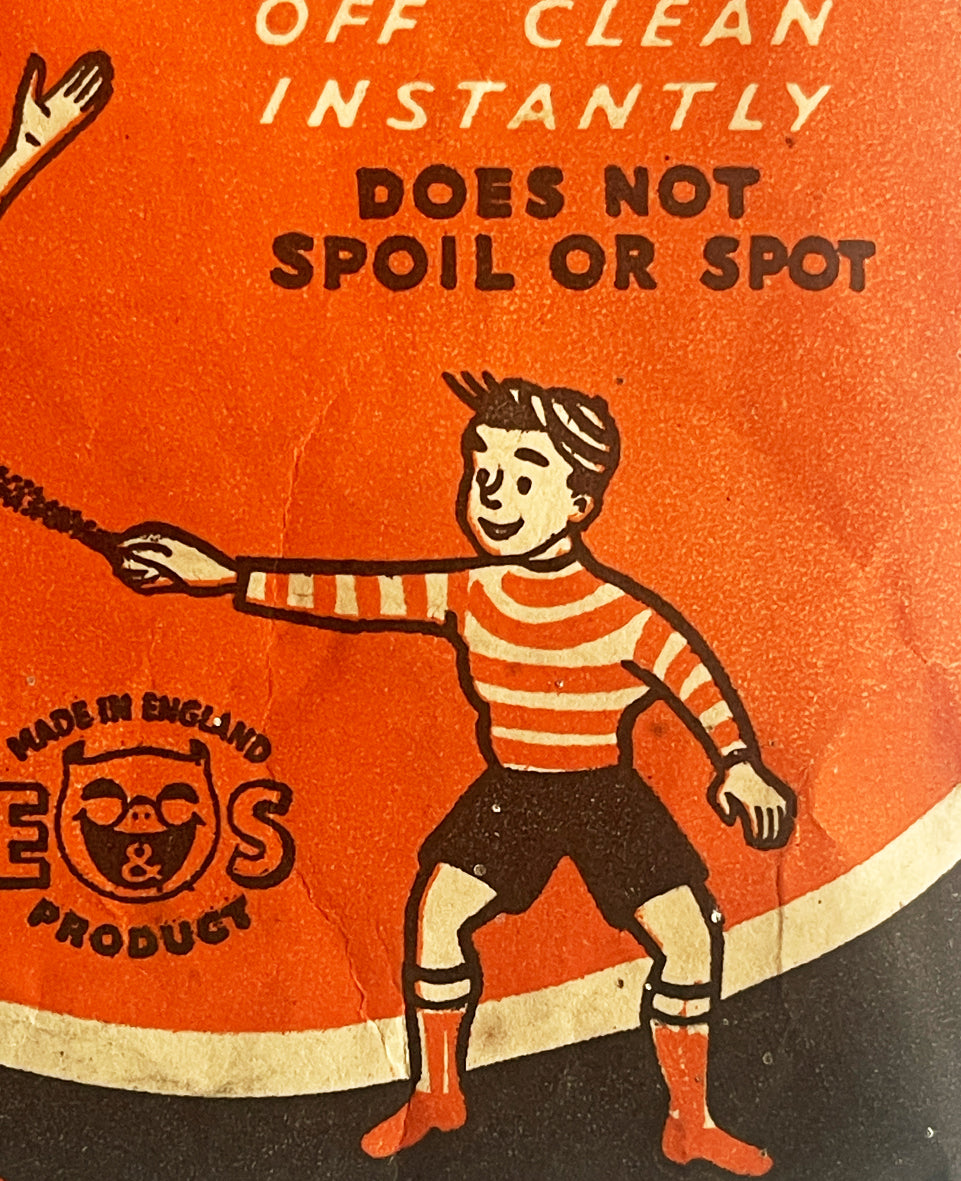 OFF CLEAN
INSTANTLY
DOES NOT
SPOIL OR SPOT
MADE IN ENGLAND
E & S
PRODUCT